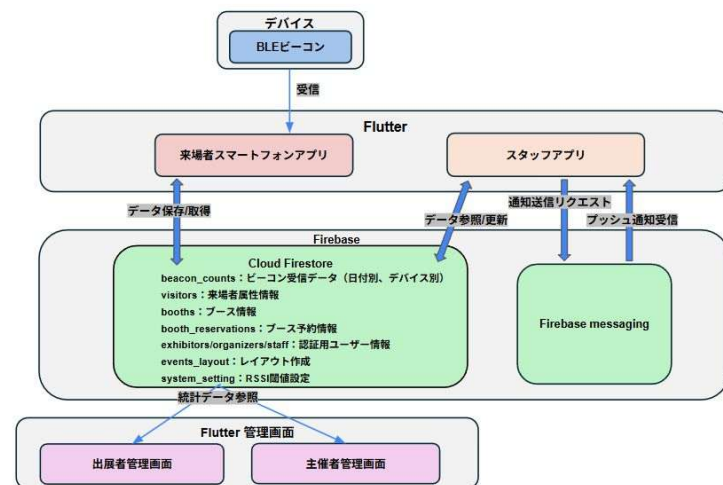 デバイス
BLEビーコン
受信
Flutter
来場者スマートフォンアプリ
スタッフアプリ
データ保存/取得
データ参照/更新
通知送信リクエスト
プッシュ通知受信
Firebase
Cloud Firestore
beacon_counts：ビーコン受信データ（日付別、デバイス別）
visitors：来場者属性情報
booths：ブース情報
booth_reservations：ブース予約情報
exhibitors/organizers/staff：認証用ユーザー情報
events_layout：レイアウト作成
system_setting：RSSI閾値設定
Firebase messaging
統計データ参照
Flutter 管理画面
出展者管理画面
主催者管理画面